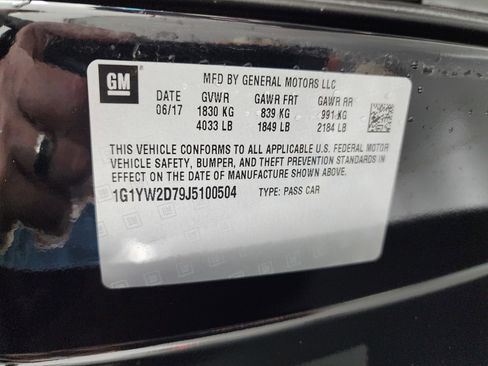 GM
MFD BY GENERAL MOTORS LLC
DATE GVWR GAWR FRT GAWR RR
06/17 1830 KG 839 KG 991 KG
4033 LB 1849 LB 2184 LB
THIS VEHICLE CONFORMS TO ALL APPLICABLE U.S. FEDERAL MOTOR
VEHICLE SAFETY, BUMPER, AND THEFT PREVENTION STANDARDS IN
EFFECT ON THE DATE OF MANUFACTURE SHOWN ABOVE.
1G1YW2D79J5100504 TYPE: PASS CAR